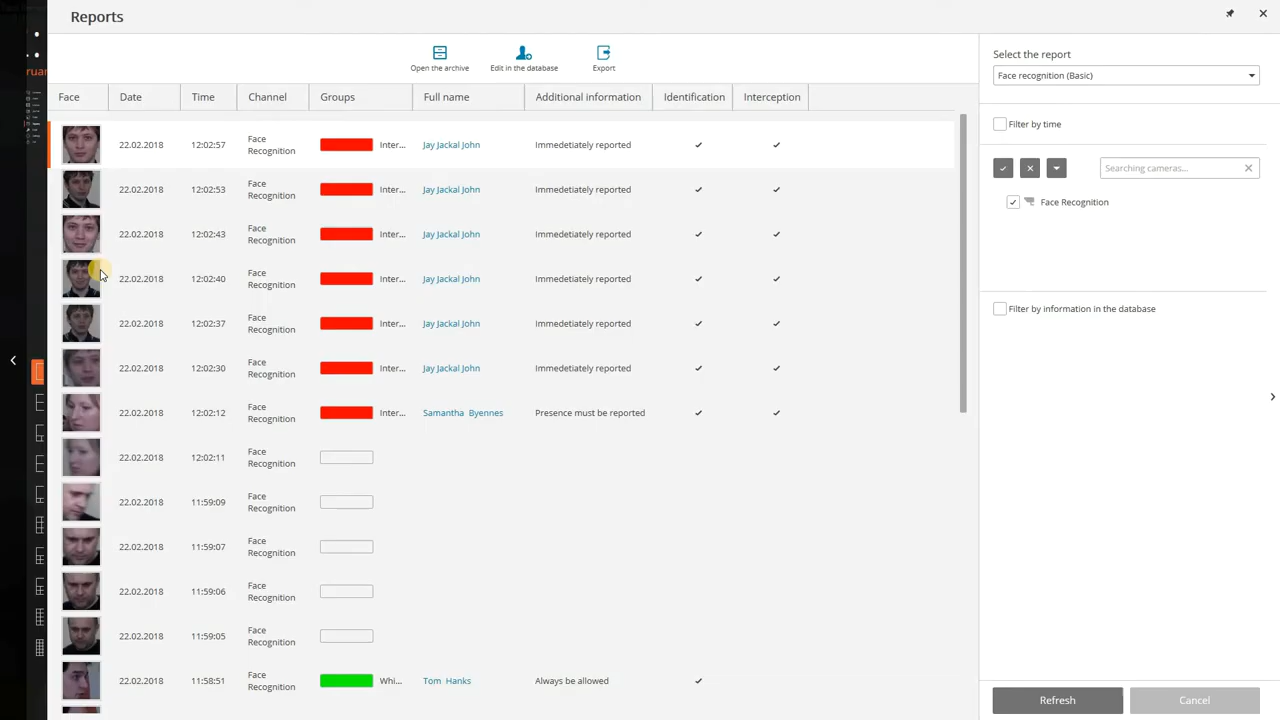 Reports
Open the archive
Edit in the database
Export
Face
Date
Time
Channel
Groups
Full name
Additional information
Identification
Interception
22.02.2018 12:02:57 Face Recognition Inter... Jay Jackal John Immedetiately reported
22.02.2018 12:02:53 Face Recognition Inter... Jay Jackal John Immedetiately reported
22.02.2018 12:02:43 Face Recognition Inter... Jay Jackal John Immedetiately reported
22.02.2018 12:02:40 Face Recognition Inter... Jay Jackal John Immedetiately reported
22.02.2018 12:02:37 Face Recognition Inter... Jay Jackal John Immedetiately reported
22.02.2018 12:02:30 Face Recognition Inter... Jay Jackal John Immedetiately reported
22.02.2018 12:02:12 Face Recognition Inter... Samantha Byennes Presence must be reported
22.02.2018 12:02:11 Face Recognition
22.02.2018 11:59:09 Face Recognition
22.02.2018 11:59:07 Face Recognition
22.02.2018 11:59:06 Face Recognition
22.02.2018 11:59:05 Face Recognition
22.02.2018 11:58:51 Face Recognition Whi... Tom Hanks Always be allowed
Select the report
Face recognition (Basic)
Filter by time
Searching cameras...
Face Recognition
Filter by information in the database
Refresh
Cancel
ruar